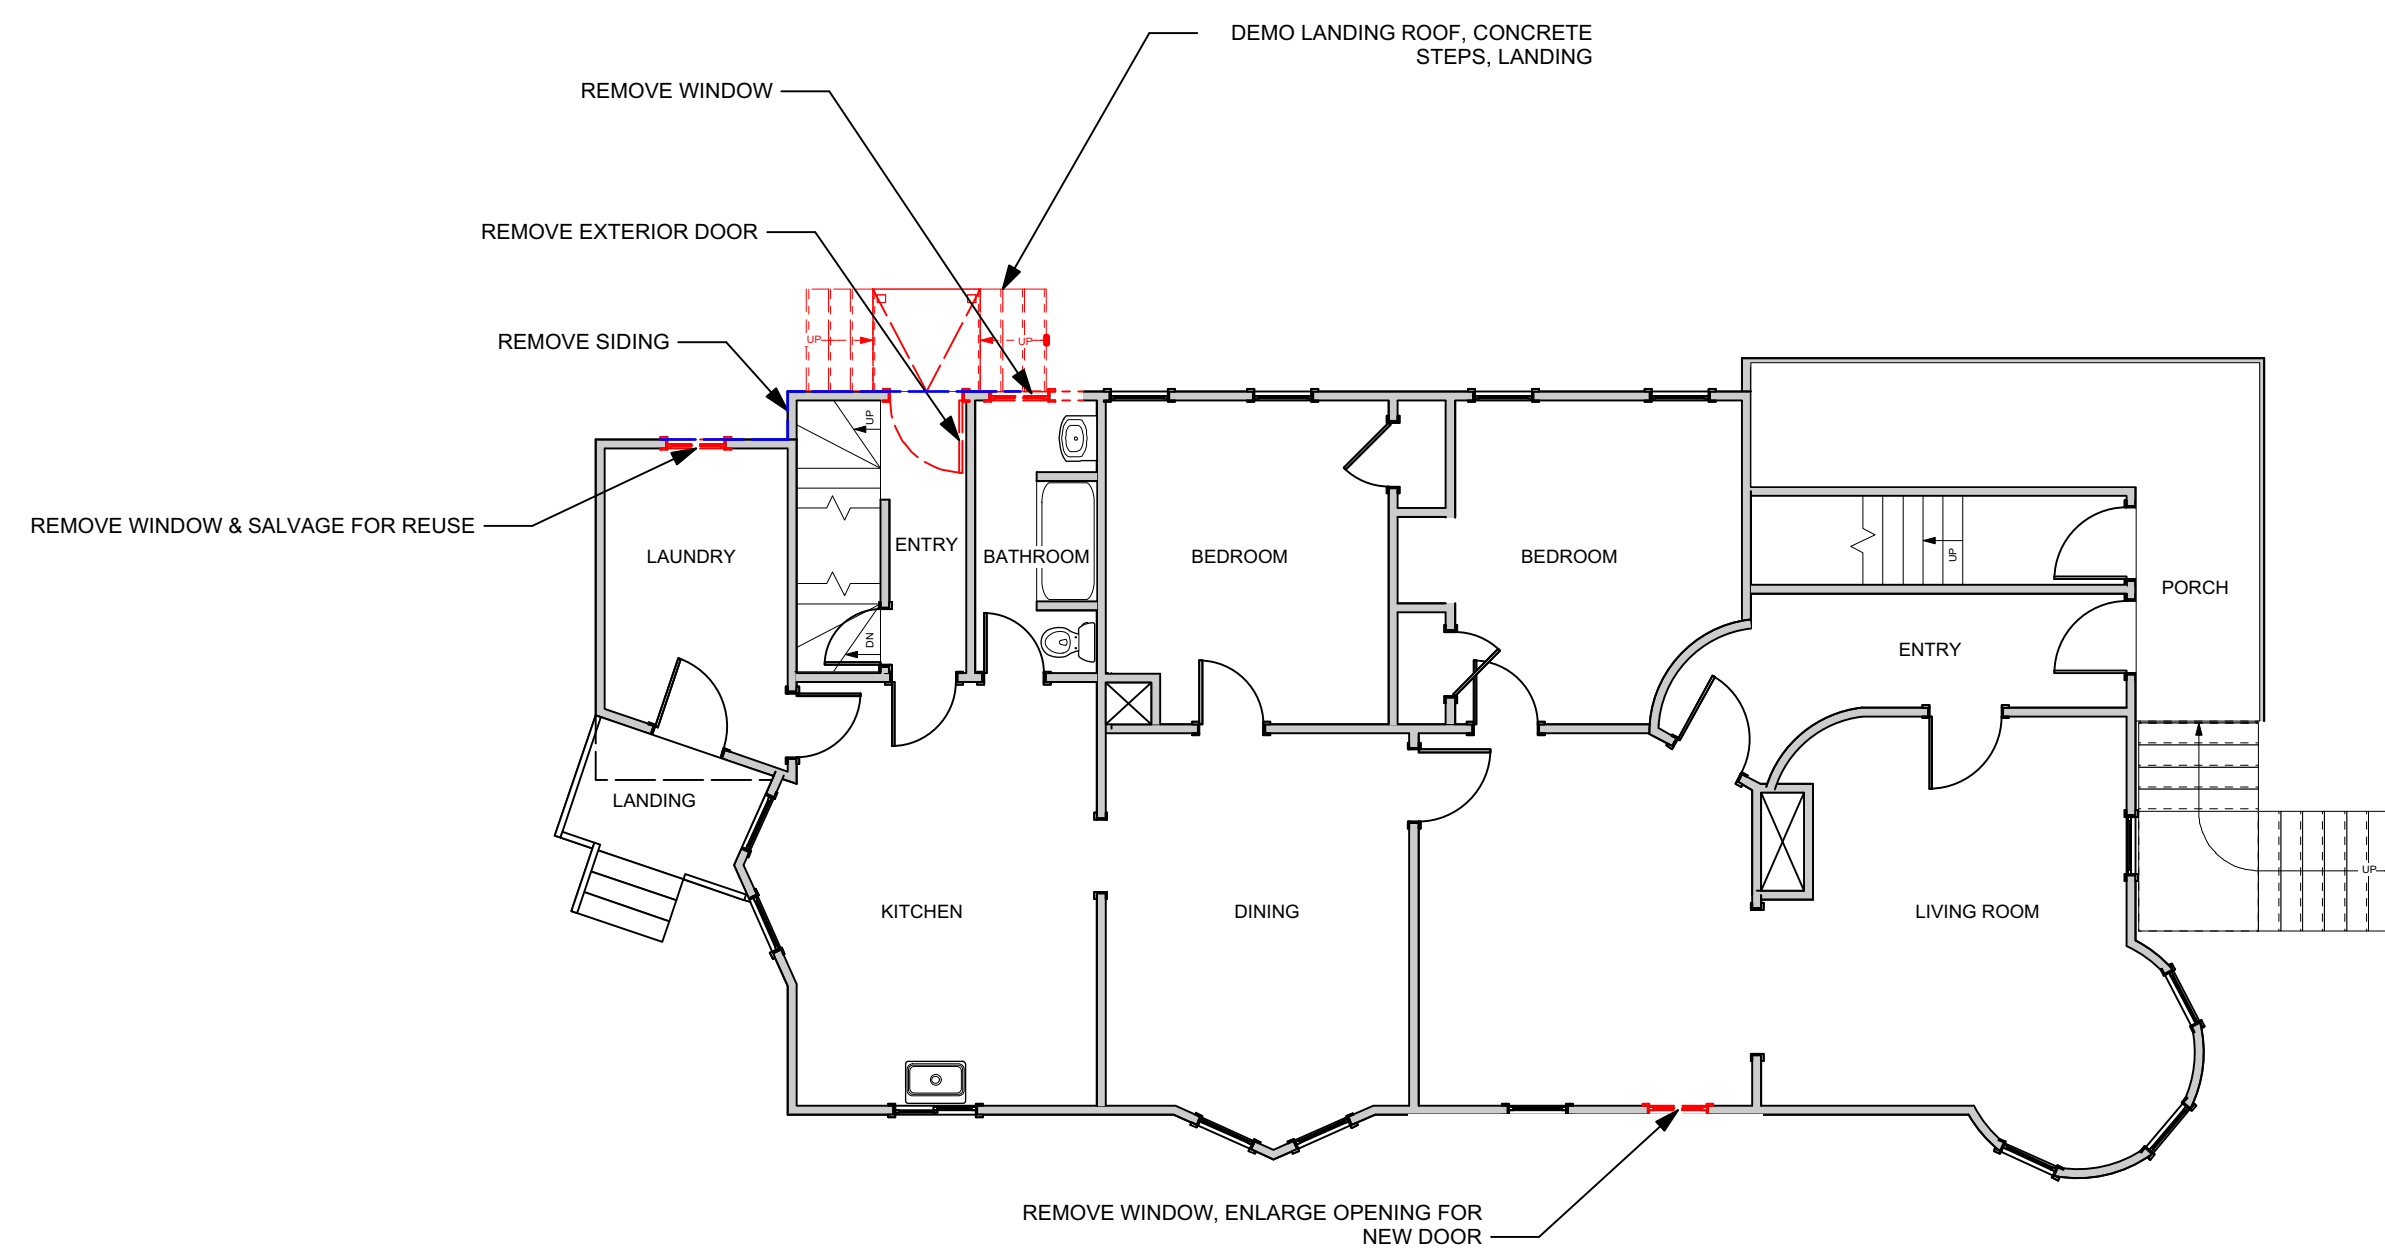 DEMO LANDING ROOF, CONCRETE
STEPS, LANDING
REMOVE WINDOW
REMOVE EXTERIOR DOOR
REMOVE SIDING
UP
UP
UP
REMOVE WINDOW & SALVAGE FOR REUSE
LAUNDRY
ENTRY
BATHROOM
BEDROOM
BEDROOM
UP
PORCH
DN
ENTRY
LANDING
UP
KITCHEN
DINING
LIVING ROOM
REMOVE WINDOW, ENLARGE OPENING FOR
NEW DOOR